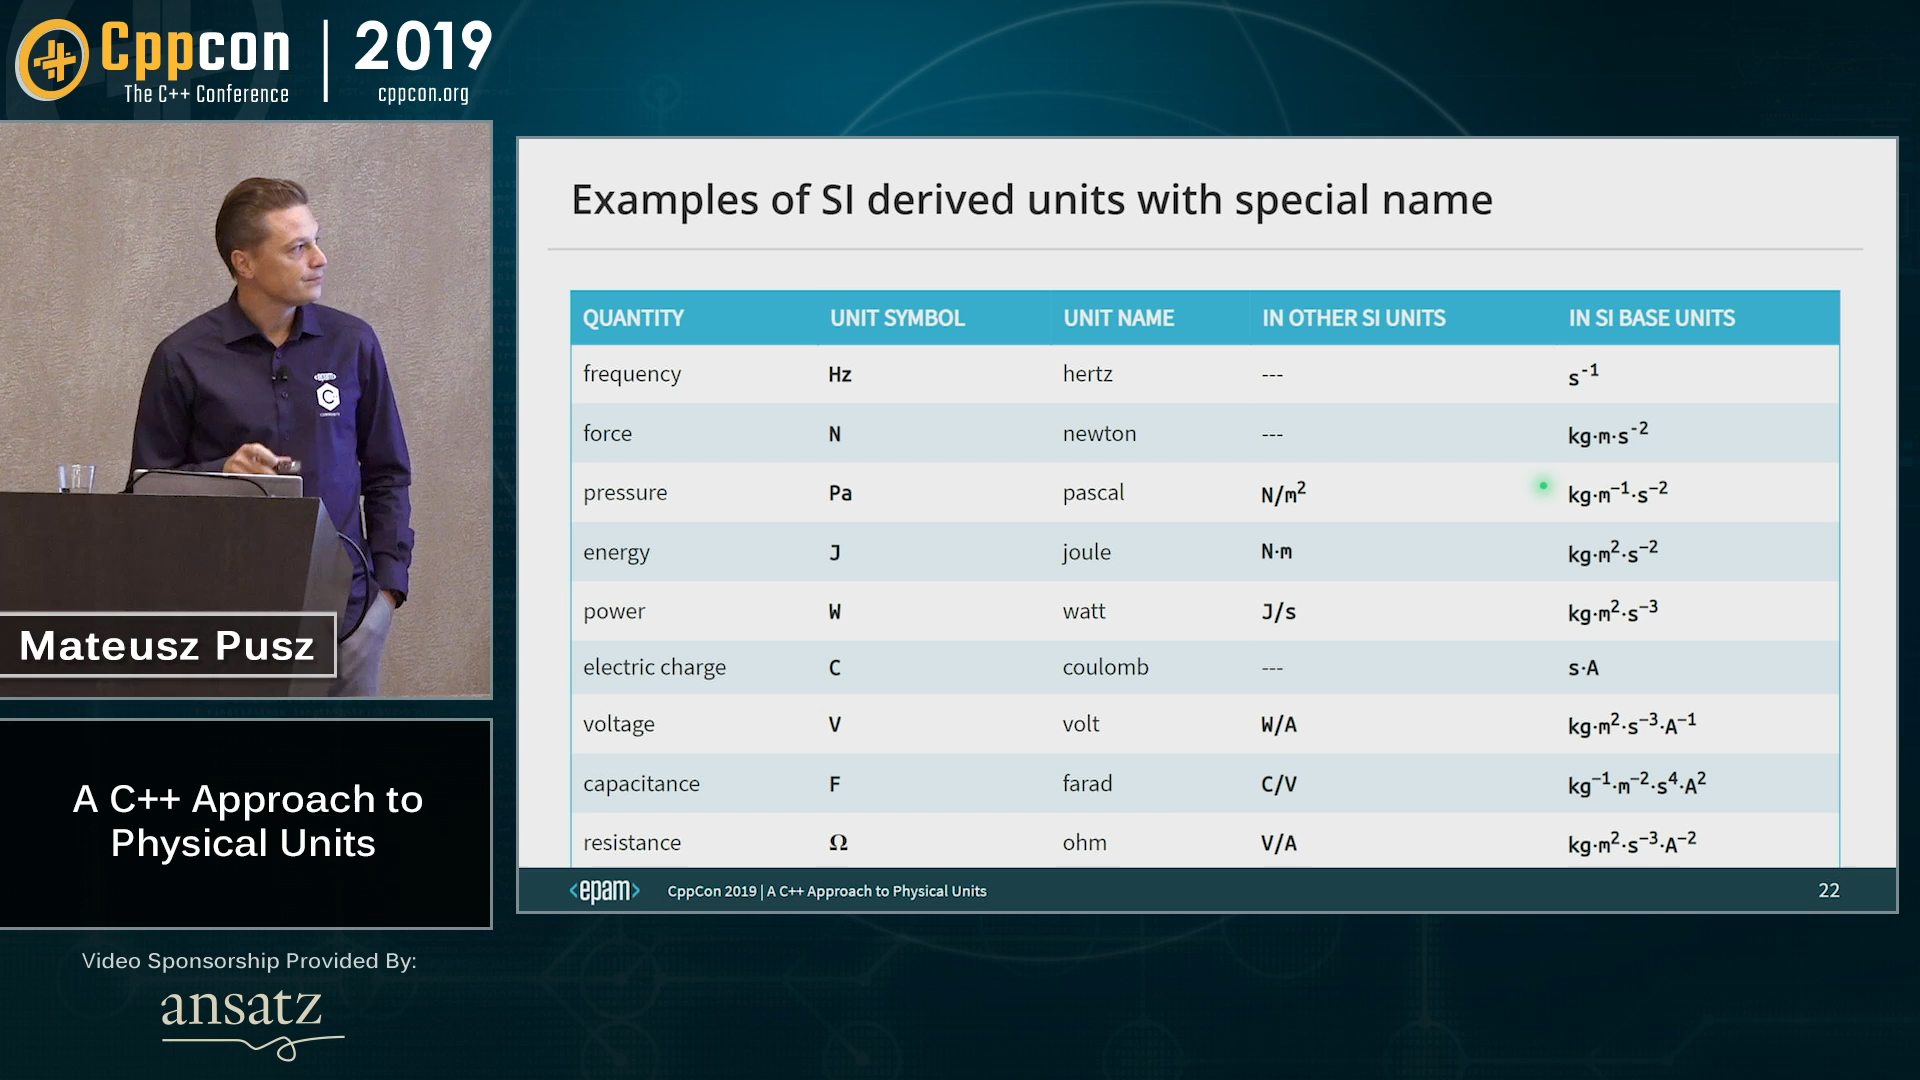 Cppcon | 2019
The C++ Conference
cppcon.org
Mateusz Pusz
A C++ Approach to
Physical Units
Video Sponsorship Provided By:
ansatz
Examples of SI derived units with special name
QUANTITY UNIT SYMBOL UNIT NAME IN OTHER SI UNITS IN SI BASE UNITS
frequency Hz hertz --- s⁻¹
force N newton --- kg·m·s⁻²
pressure Pa pascal N/m² kg·m⁻¹·s⁻²
energy J joule N·m kg·m²·s⁻²
power W watt J/s kg·m²·s⁻³
electric charge C coulomb --- s·A
voltage V volt W/A kg·m²·s⁻³·A⁻¹
capacitance F farad C/V kg⁻¹·m⁻²·s⁴·A²
resistance Ω ohm V/A kg·m²·s⁻³·A⁻²
<epam> CppCon 2019 | A C++ Approach to Physical Units 22